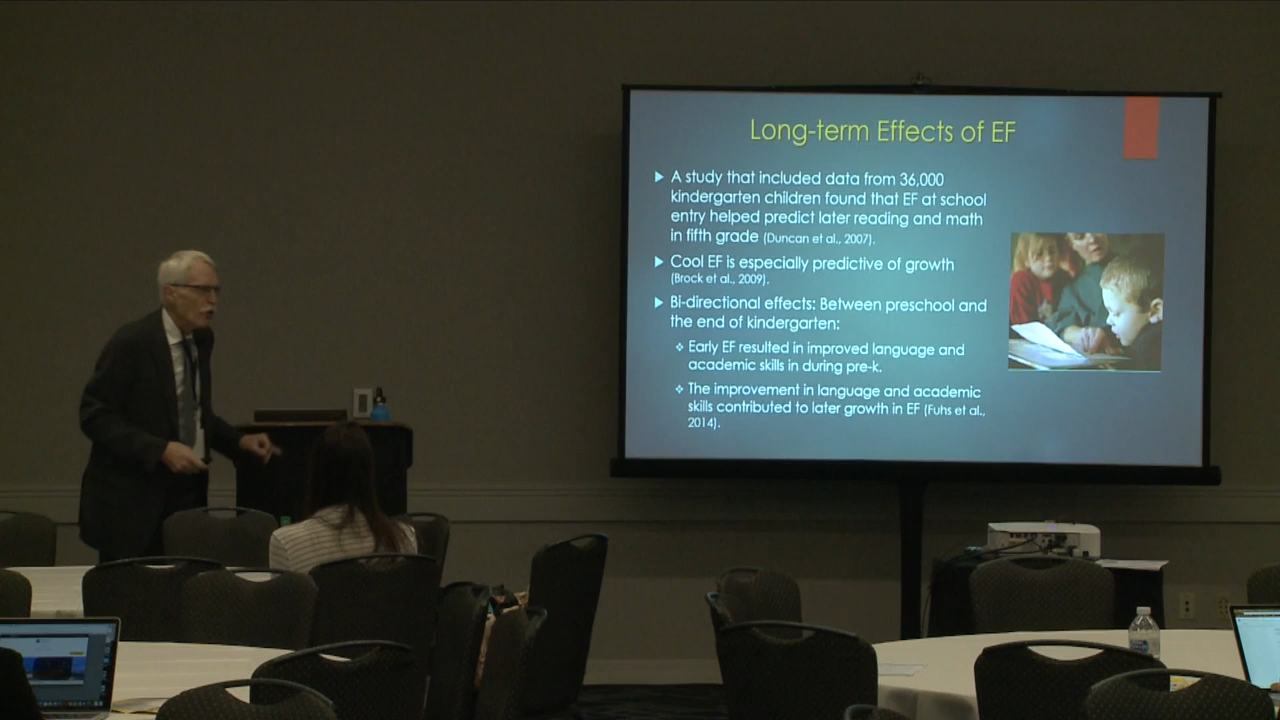 Long-term Effects of EF
A study that included data from 36,000
kindergarten children found that EF at school
entry helped predict later reading and math
in fifth grade (Duncan et al., 2007).
Cool EF is especially predictive of growth
(Brock et al., 2009).
Bi-directional effects: Between preschool and
the end of kindergarten:
Early EF resulted in improved language and
academic skills in during pre-k.
The improvement in language and academic
skills contributed to later growth in EF (Fuhs et al.,
2014).